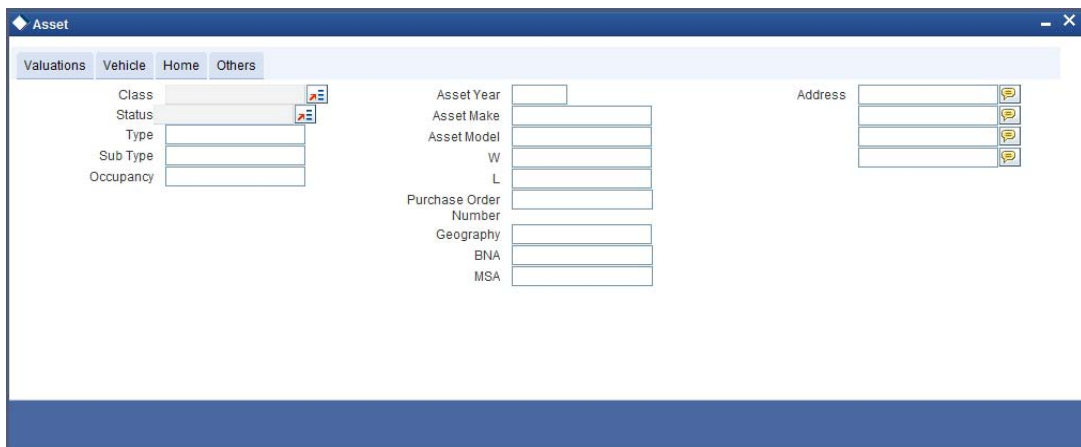 Asset
Valuations Vehicle Home Others
Class
Status
Type
Sub Type
Occupancy
Asset Year
Asset Make
Asset Model
W
L
Purchase Order
Number
Geography
BNA
MSA
Address